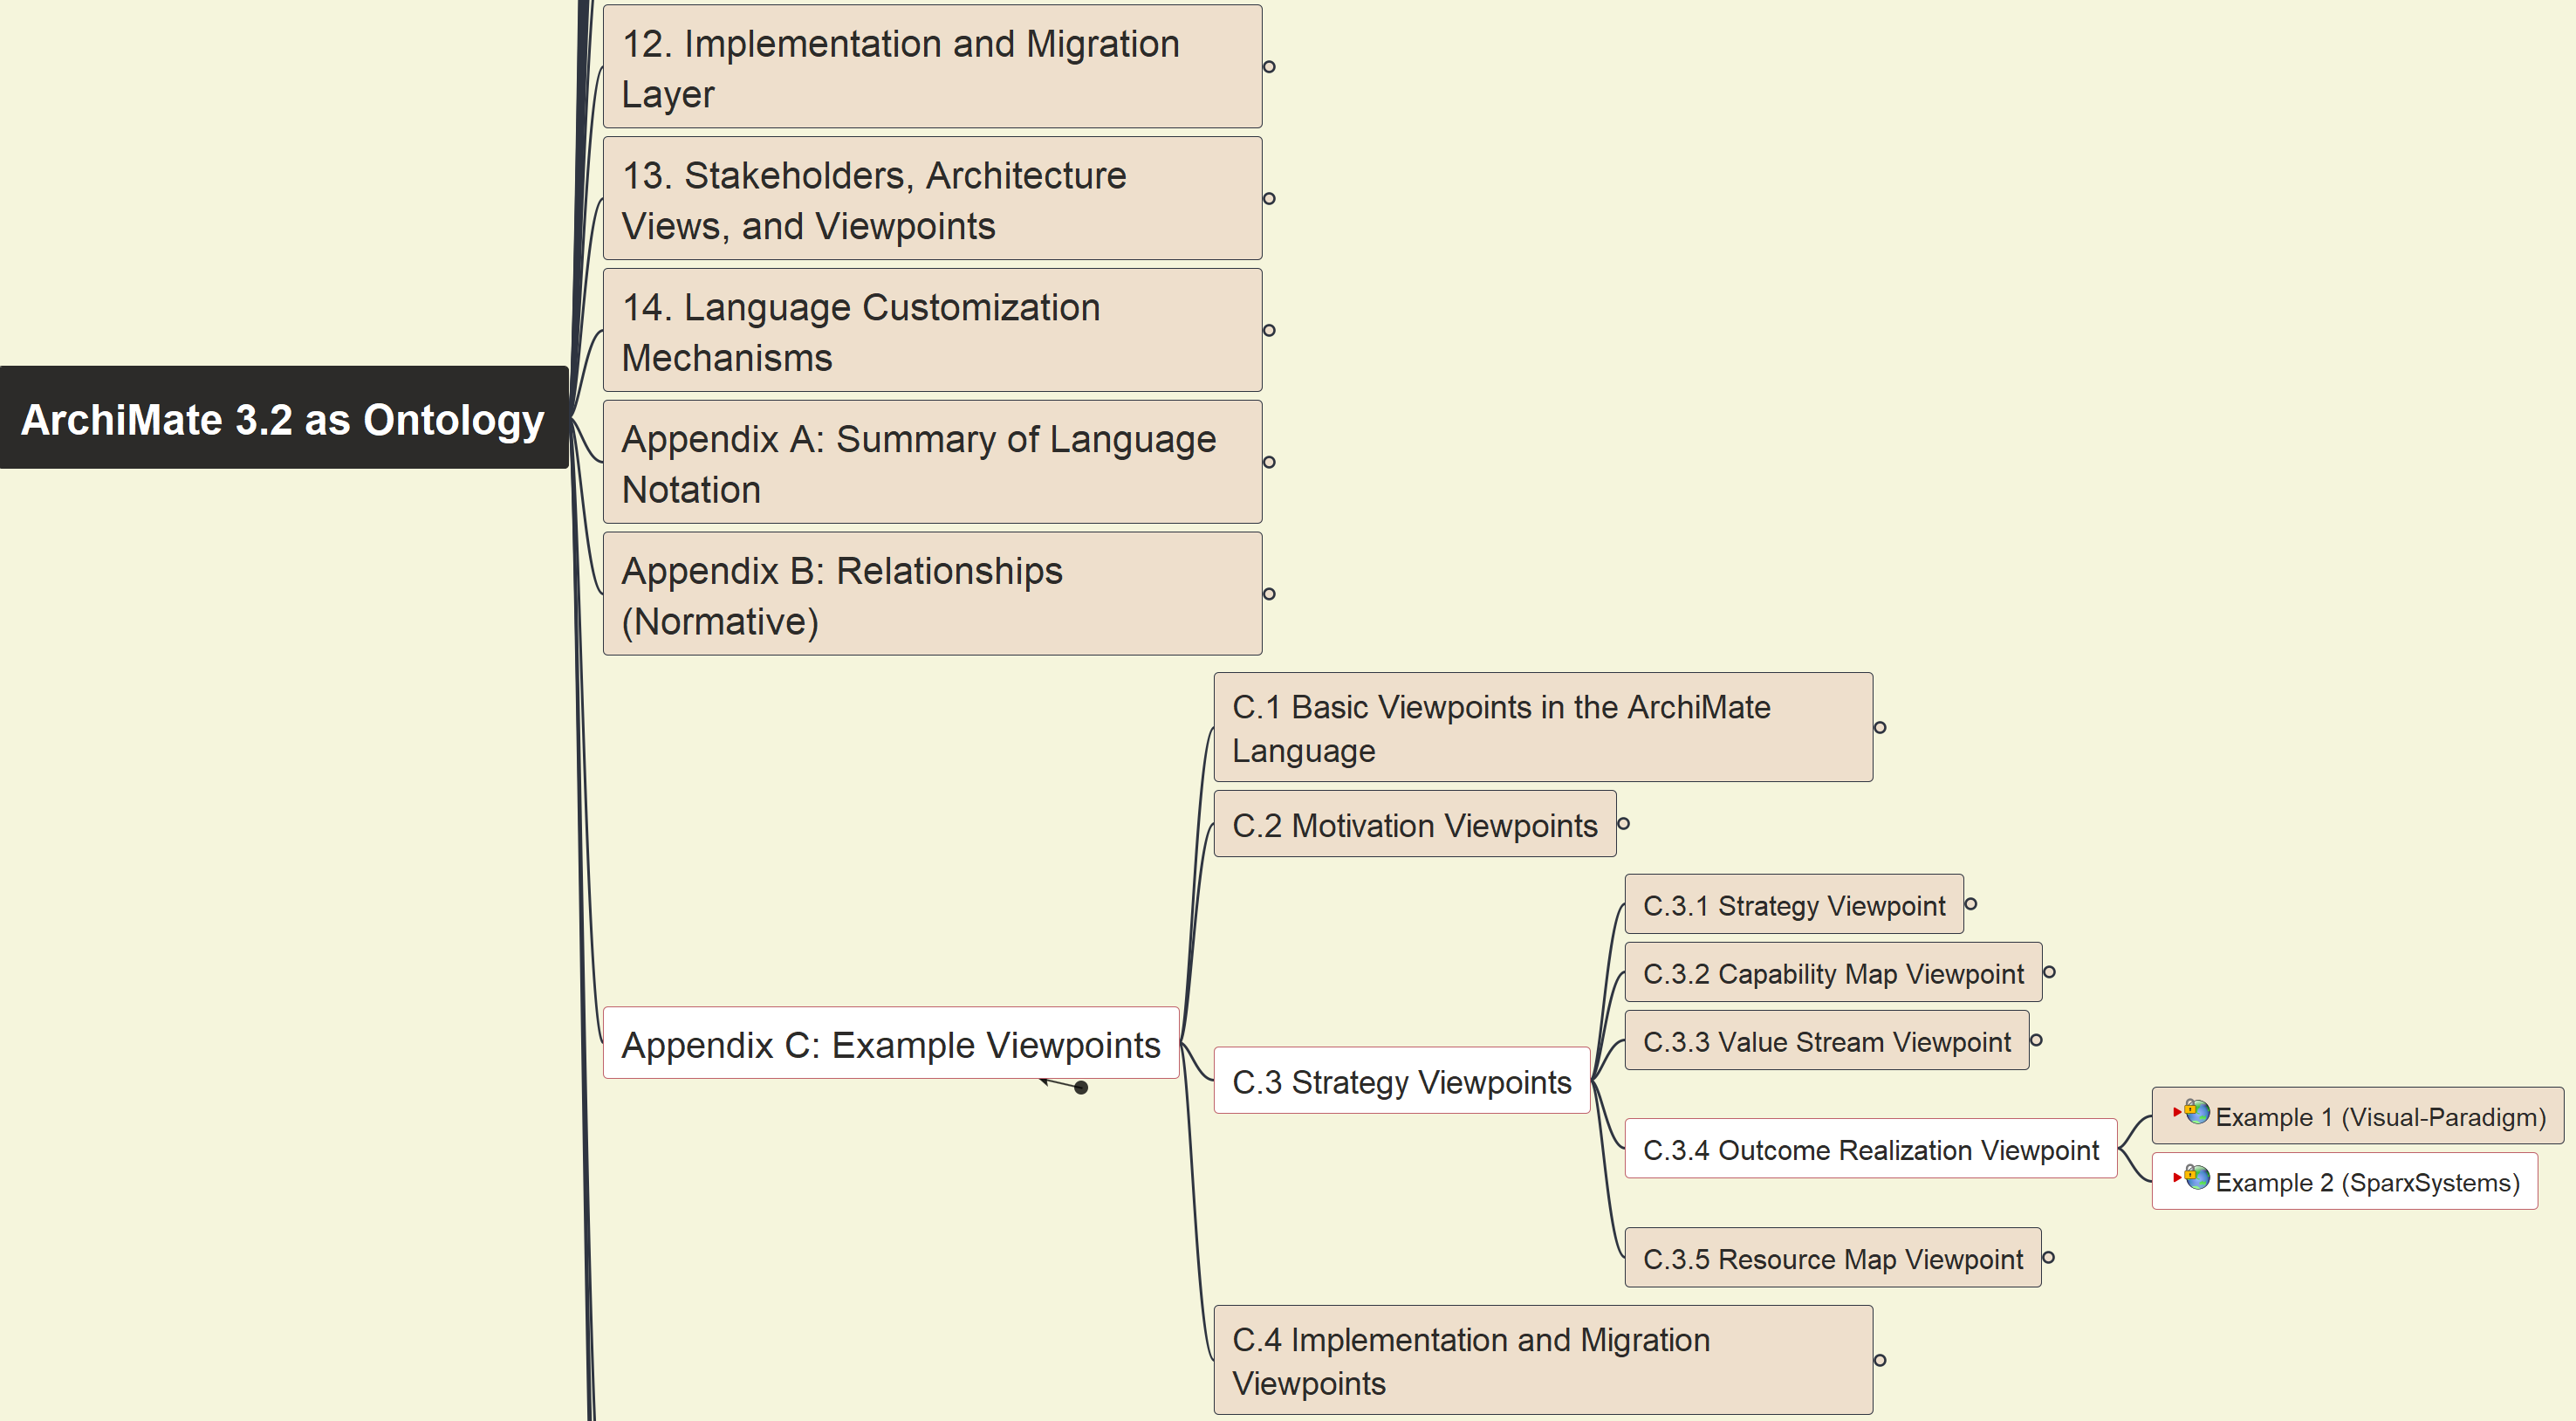 12. Implementation and Migration
Layer
13. Stakeholders, Architecture
Views, and Viewpoints
14. Language Customization
Mechanisms
ArchiMate 3.2 as Ontology
Appendix A: Summary of Language
Notation
Appendix B: Relationships
(Normative)
Appendix C: Example Viewpoints
C.1 Basic Viewpoints in the ArchiMate
Language
C.2 Motivation Viewpoints
C.3 Strategy Viewpoints
C.3.1 Strategy Viewpoint
C.3.2 Capability Map Viewpoint
C.3.3 Value Stream Viewpoint
C.3.4 Outcome Realization Viewpoint
Example 1 (Visual-Paradigm)
Example 2 (SparxSystems)
C.3.5 Resource Map Viewpoint
C.4 Implementation and Migration
Viewpoints